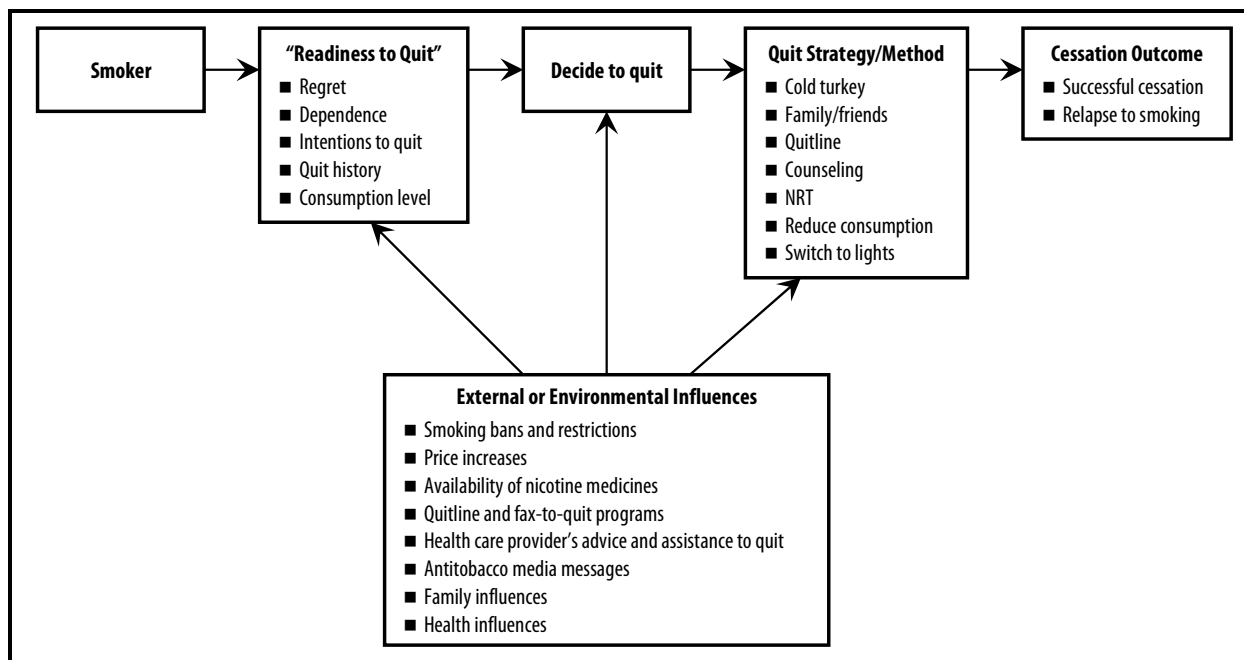 Smoker
“Readiness to Quit”
■ Regret
■ Dependence
■ Intentions to quit
■ Quit history
■ Consumption level
Decide to quit
Quit Strategy/Method
■ Cold turkey
■ Family/friends
■ Quitline
■ Counseling
■ NRT
■ Reduce consumption
■ Switch to lights
Cessation Outcome
■ Successful cessation
■ Relapse to smoking
External or Environmental Influences
■ Smoking bans and restrictions
■ Price increases
■ Availability of nicotine medicines
■ Quitline and fax-to-quit programs
■ Health care provider’s advice and assistance to quit
■ Antitobacco media messages
■ Family influences
■ Health influences